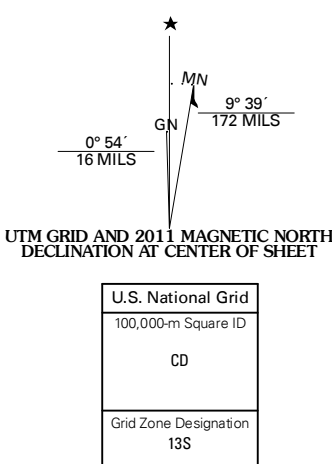 MN
9° 39´
172 MILS
GN
0° 54´
16 MILS
UTM GRID AND 2011 MAGNETIC NORTH
DECLINATION AT CENTER OF SHEET
U.S. National Grid
100,000-m Square ID
CD
Grid Zone Designation
13S